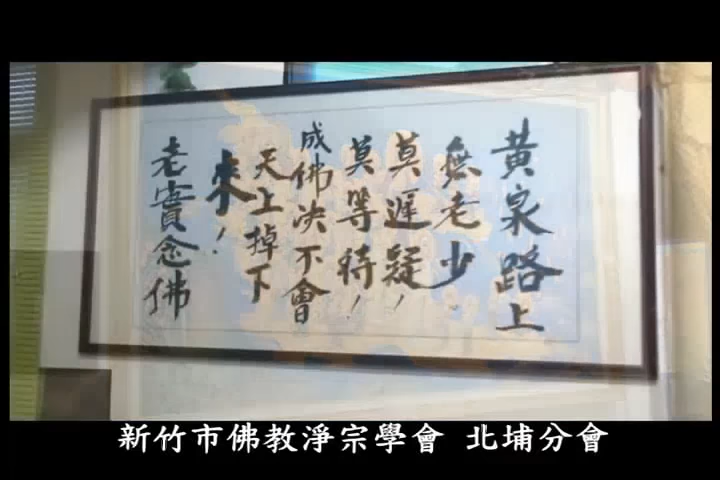 黃泉路上
無老少
莫遲疑！
莫等待！
成佛决不會
天上掉下
來！
老實念佛
新竹市佛教淨宗學會 北埔分會